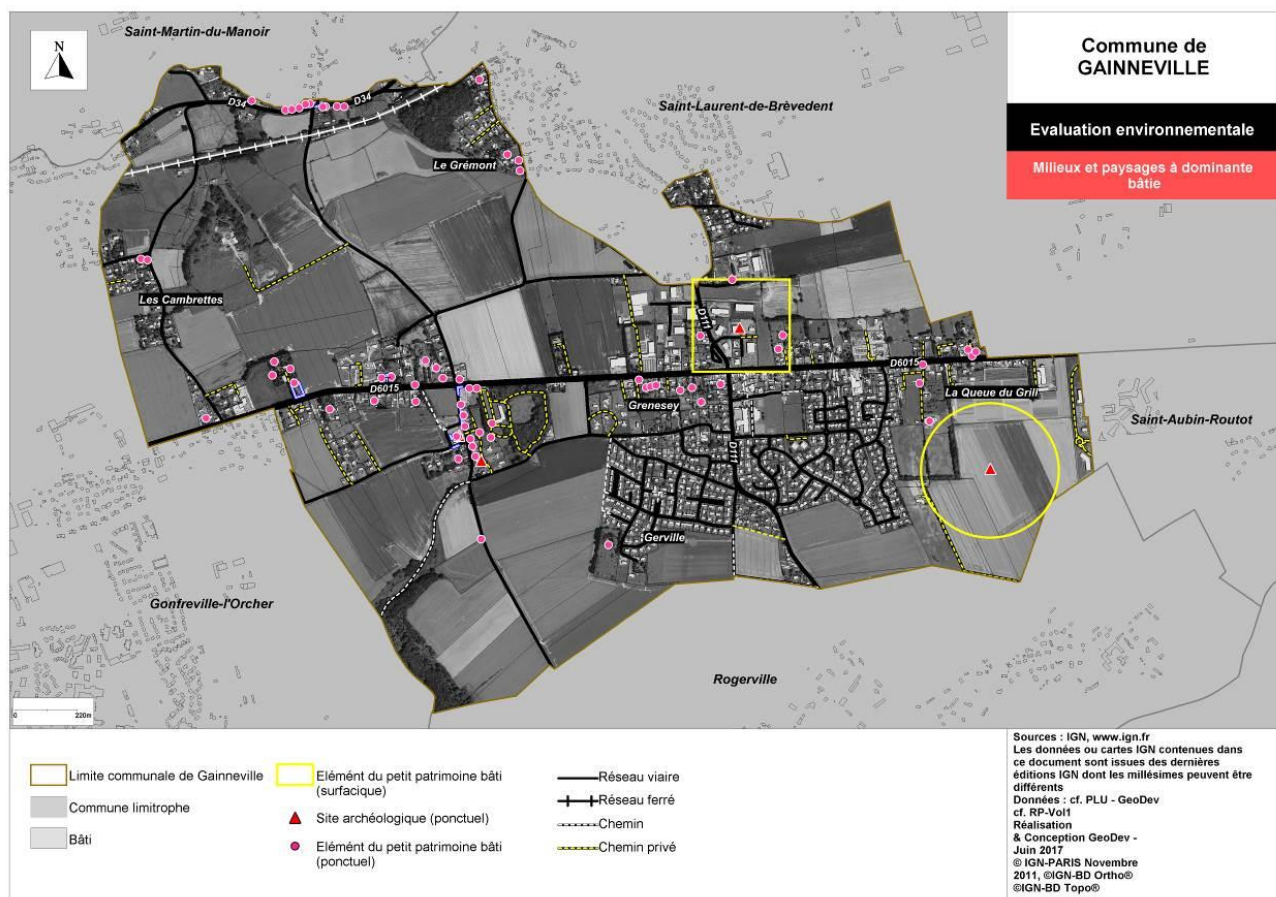 Saint-Martin-du-Manoir
N
Commune de
GAINNEVILLE
Evaluation environnementale
Milieux et paysages à dominante
bâtie
D34
D34
Saint-Laurent-de-Brèvedent
Le Grémont
Les Cambrettes
D111
D6015
D6015
La Queue du Grill
Grenesey
Saint-Aubin-Routot
D111
Gerville
Gonfreville-l'Orcher
Rogerville
0 220m
Limite communale de Gainneville
Commune limitrophe
Bâti
Elément du petit patrimoine bâti
(surfacique)
Site archéologique (ponctuel)
Elément du petit patrimoine bâti
(ponctuel)
Réseau viaire
Réseau ferré
Chemin
Chemin privé
Sources : IGN, www.ign.fr
Les données ou cartes IGN contenues dans
ce document sont issues des dernières
éditions IGN dont les millésimes peuvent être
différents
Données : cf. PLU - GeoDev
cf. RP-Vol1
Réalisation
& Conception GeoDev -
Juin 2017
© IGN-PARIS Novembre
2011, ©IGN-BD Ortho®
©IGN-BD Topo®